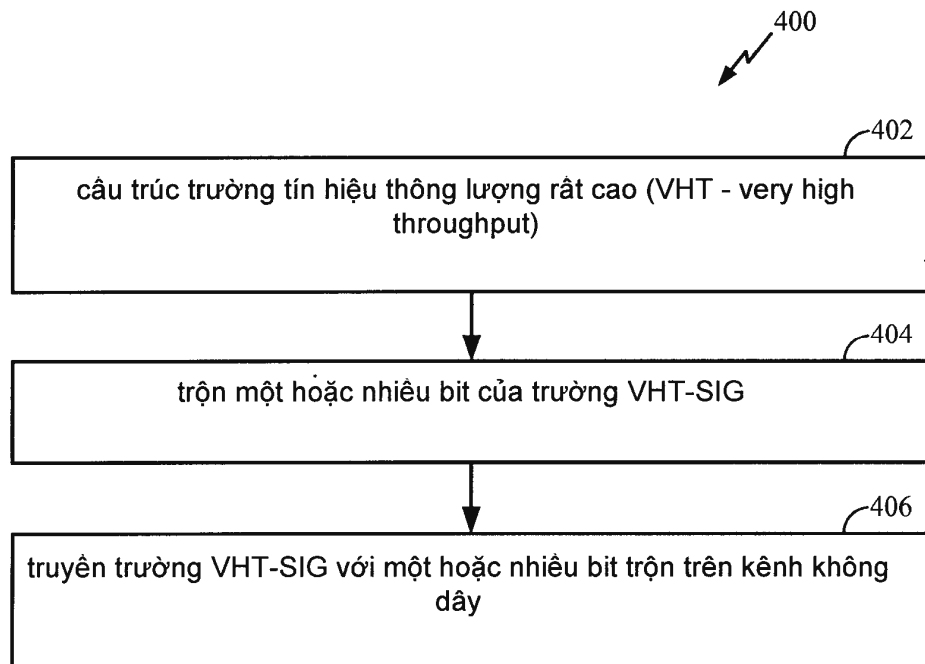 400
402
cấu trúc trường tín hiệu thông lượng rất cao (VHT - very high
throughput)
404
trộn một hoặc nhiều bit của trường VHT-SIG
406
truyền trường VHT-SIG với một hoặc nhiều bit trộn trên kênh không
dây